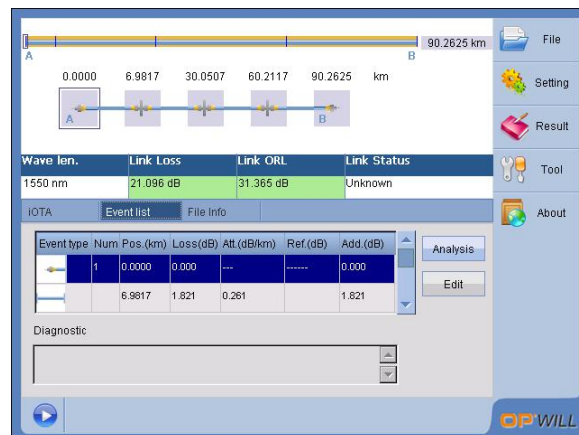 90.2625 km
File
A
B
0.0000 6.9817 30.0507 60.2117 90.2625 km
Setting
A
B
Result
Wave len. Link Loss Link ORL Link Status
Tool
1550 nm 21.096 dB 31.365 dB Unknown
iOTA Event list File Info
About
Event type Num Pos.(km) Loss(dB) Att.(dB/km) Ref.(dB) Add.(dB)
Analysis
1 0.0000 0.000 --- ------ 0.000
Edit
6.9817 1.821 0.261 1.821
Diagnostic
OPWILL